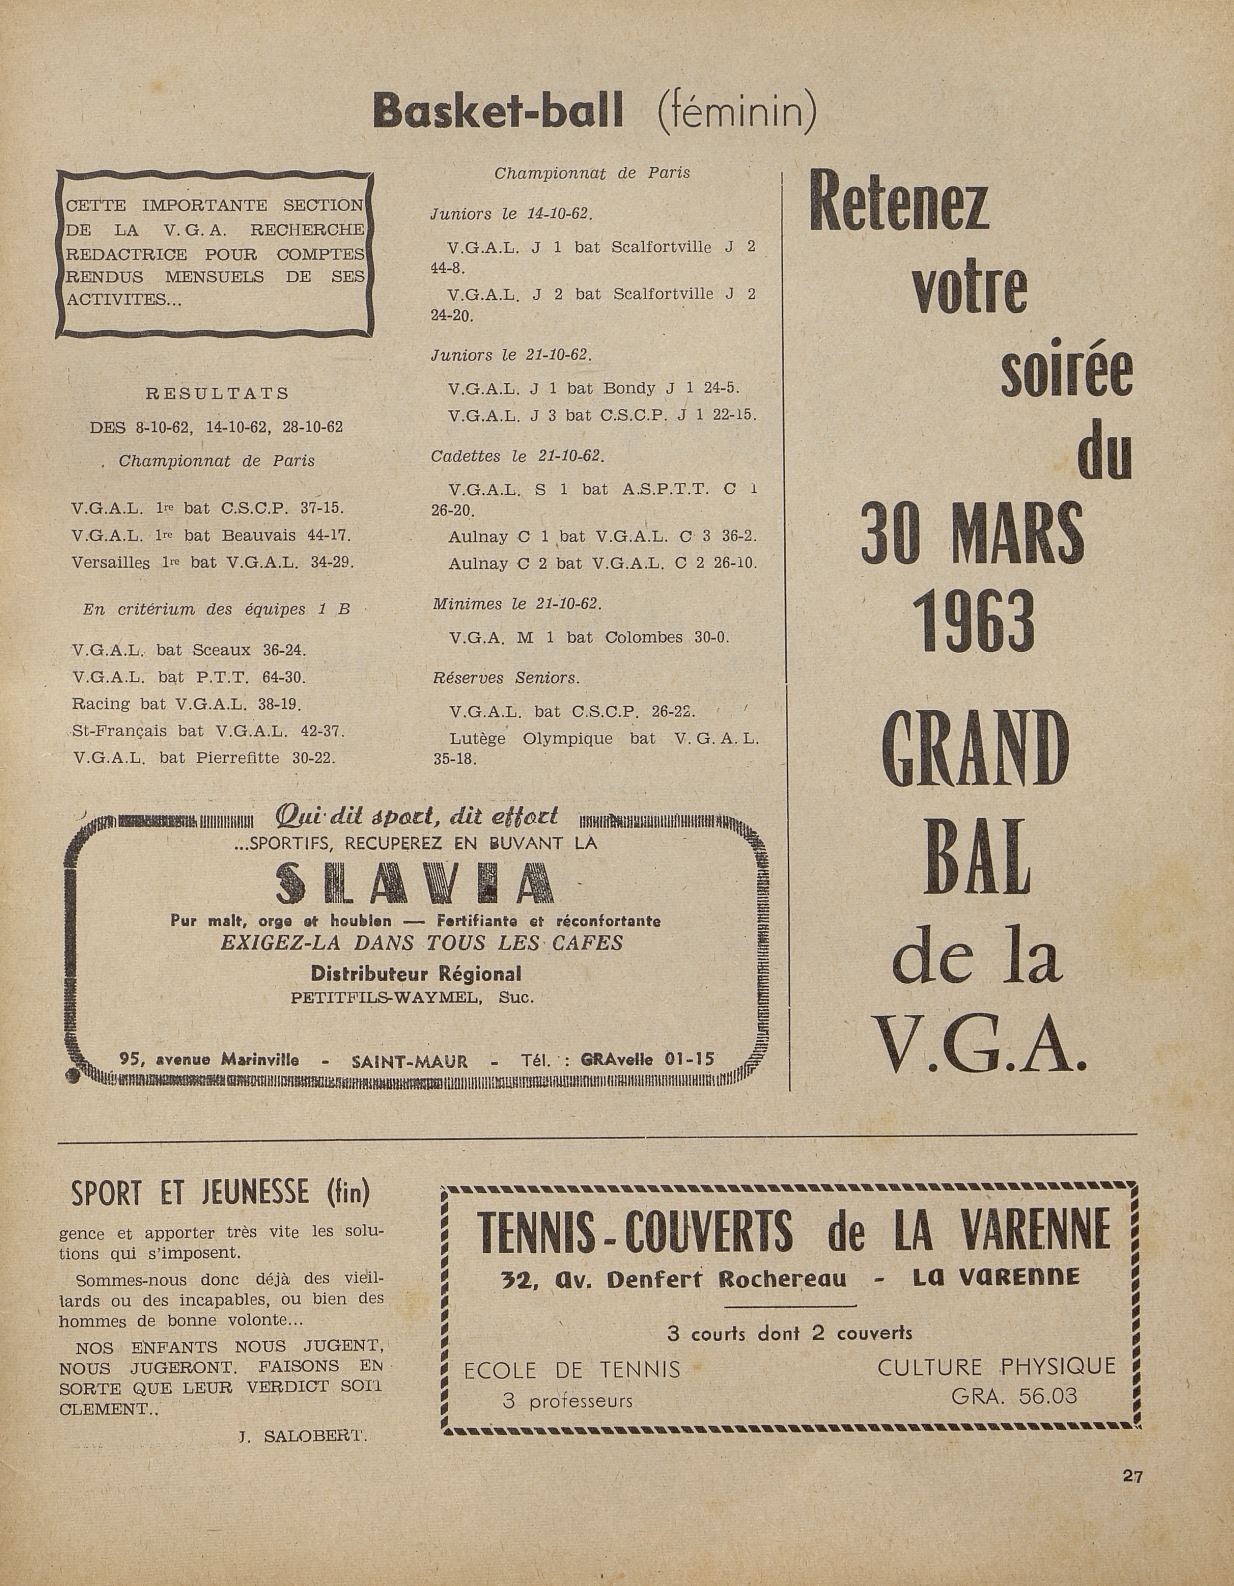 Basket-ball (féminin)
CETTE IMPORTANTE SECTION
DE LA V.G.A. RECHERCHE
REDACTRICE POUR COMPTES
RENDUS MENSUELS DE SES
ACTIVITES...
RESULTATS
DES 8-10-62, 14-10-62, 28-10-62
Championnat de Paris
V.G.A.L. 1re bat C.S.C.P. 37-15.
V.G.A.L. 1re bat Beauvais 44-17.
Versailles 1re bat V.G.A.L. 34-29.
En critérium des équipes 1 B
V.G.A.L. bat Sceaux 36-24.
V.G.A.L. bat P.T.T. 64-30.
Racing bat V.G.A.L. 38-19.
St-Français bat V.G.A.L. 42-37.
V.G.A.L. bat Pierrefitte 30-22.
Championnat de Paris
Juniors le 14-10-62.
V.G.A.L. J 1 bat Scalfortville J 2
44-8.
V.G.A.L. J 2 bat Scalfortville J 2
24-20.
Juniors le 21-10-62.
V.G.A.L. J 1 bat Bondy J 1 24-5.
V.G.A.L. J 3 bat C.S.C.P. J 1 22-15.
Cadettes le 21-10-62.
V.G.A.L. S 1 bat A.S.P.T.T. C 1
26-20.
Aulnay C 1 bat V.G.A.L. C 3 36-2.
Aulnay C 2 bat V.G.A.L. C 2 26-10.
Minimes le 21-10-62.
V.G.A. M 1 bat Colombes 30-0.
Réserves Seniors.
V.G.A.L. bat C.S.C.P. 26-22.
Lutège Olympique bat V.G.A.L.
35-18.
Retenez
votre
soirée
du
30 MARS
1963
GRAND
BAL
de la
V.G.A.
Qui dit sport, dit effort
...SPORTIFS, RECUPEREZ EN BUVANT LA
SLAVIA
Pur malt, orge et houblon — Fortifiante et réconfortante
EXIGEZ-LA DANS TOUS LES CAFES
Distributeur Régional
PETITFILS-WAYMEL, Suc.
95, avenue Marinville - SAINT-MAUR - Tél. : GRAvelle 01-15
SPORT ET JEUNESSE (fin)
gence et apporter très vite les solu-
tions qui s'imposent.
Sommes-nous donc déjà des vieil-
lards ou des incapables, ou bien des
hommes de bonne volonte...
NOS ENFANTS NOUS JUGENT,
NOUS JUGERONT. FAISONS EN
SORTE QUE LEUR VERDICT SOIT
CLEMENT..
J. SALOBERT.
TENNIS-COUVERTS de LA VARENNE
32, av. Denfert Rochereau - La VARENNE
3 courts dont 2 couverts
ECOLE DE TENNIS
3 professeurs
CULTURE PHYSIQUE
GRA. 56.03
27